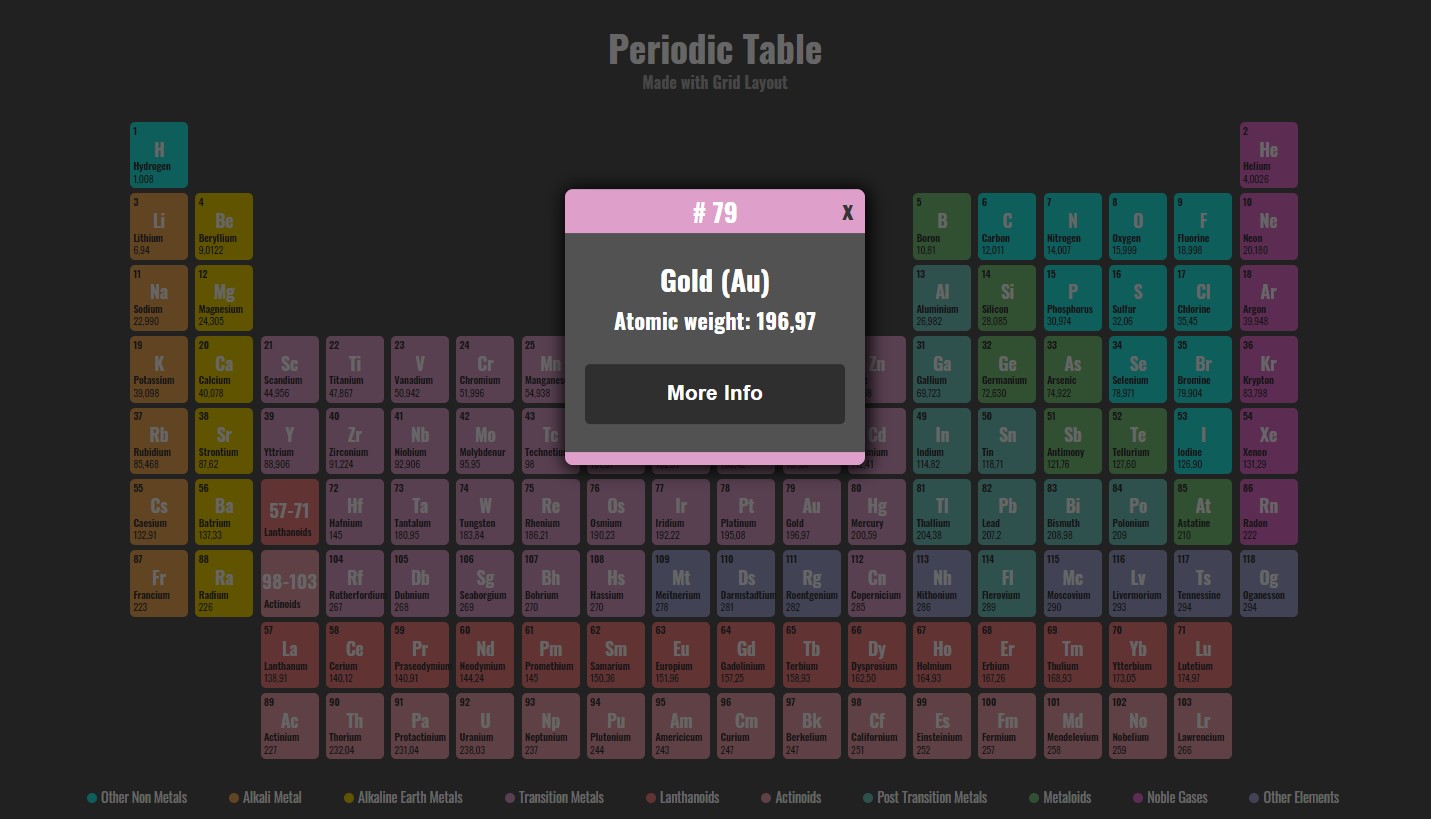 Periodic Table
Made with Grid Layout
1
H
Hydrogen
1,008
2
He
Helium
4,0026
# 79
X
Gold (Au)
Atomic weight: 196,97
More Info
3
Li
Lithium
6,94
4
Be
Beryllium
9,0122
5
B
Boron
10,81
6
C
Carbon
12,011
7
N
Nitrogen
14,007
8
O
Oxygen
15,999
9
F
Fluorine
18,998
10
Ne
Neon
20,180
11
Na
Sodium
22,990
12
Mg
Magnesium
24,305
13
Al
Aluminium
26,982
14
Si
Silicon
28,085
15
P
Phosphorus
30,974
16
S
Sulfur
32,06
17
Cl
Chlorine
35,45
18
Ar
Argon
39,948
19
K
Potassium
39,098
20
Ca
Calcium
40,078
21
Sc
Scandium
44,956
22
Ti
Titanium
47,867
23
V
Vanadium
50,942
24
Cr
Chromium
51,996
25
Mn
54,938
Zn
31
Ga
Gallium
69,723
32
Ge
Germanium
72,630
33
As
Arsenic
74,922
34
Se
Selenium
78,971
35
Br
Bromine
79,904
36
Kr
Krypton
83,798
37
Rb
Rubidium
85,468
38
Sr
Strontium
87,62
39
Y
Yttrium
88,906
40
Zr
Zirconium
91,224
41
Nb
Niobium
92,906
42
Mo
Molybdenur
95,95
43
Tc
98
Cd
49
In
Indium
114,82
50
Sn
Tin
118,71
51
Sb
Antimony
121,76
52
Te
Tellurium
127,60
53
I
Iodine
126,90
54
Xe
Xenon
131,29
55
Cs
Caesium
132,91
56
Ba
Batrium
137,33
57-71
Lanthanoids
72
Hf
Hafnium
145
73
Ta
Tantalum
180,95
74
W
Tungsten
183,84
75
Re
Rhenium
186,21
76
Os
Osmium
190,23
77
Ir
Iridium
192,22
78
Pt
Platinum
195,08
79
Au
Gold
196,97
80
Hg
Mercury
200,59
81
Tl
Thallium
204,38
82
Pb
Lead
207,2
83
Bi
Bismuth
208,98
84
Po
Polonium
209
85
At
Astatine
210
86
Rn
Radon
222
87
Fr
Francium
223
88
Ra
Radium
226
98-103
Actinoids
104
Rf
Rutherfordium
267
105
Db
Dubnium
268
106
Sg
Seaborgium
269
107
Bh
Bohrium
270
108
Hs
Hassium
270
109
Mt
Meitnerium
278
110
Ds
Darmstadtium
281
111
Rg
Roentgenium
282
112
Cn
Copernicium
285
113
Nh
Nithonium
286
114
Fl
Flerovium
289
115
Mc
Moscovium
290
116
Lv
Livermorium
293
117
Ts
Tennessine
294
118
Og
Oganesson
294
57
La
Lanthanum
138,91
58
Ce
Cerium
140,12
59
Pr
Praseodymium
140,91
60
Nd
Neodymium
144,24
61
Pm
Promethium
145
62
Sm
Samarium
150,36
63
Eu
Europium
151,96
64
Gd
Gadolinium
157,25
65
Tb
Terbium
158,93
66
Dy
Dysprosium
162,50
67
Ho
Holmium
164,93
68
Er
Erbium
167,26
69
Tm
Thulium
168,93
70
Yb
Ytterbium
173,05
71
Lu
Lutetium
174,97
89
Ac
Actinium
227
90
Th
Thorium
232,04
91
Pa
Protactinium
231,04
92
U
Uranium
238,03
93
Np
Neptunium
237
94
Pu
Plutonium
244
95
Am
Americicum
243
96
Cm
Curium
247
97
Bk
Berkelium
247
98
Cf
Californium
251
99
Es
Einsteinium
252
100
Fm
Fermium
257
101
Md
Mendelevium
258
102
No
Nobelium
259
103
Lr
Lawrencium
266
Other Non Metals
Alkali Metal
Alkaline Earth Metals
Transition Metals
Lanthanoids
Actinoids
Post Transition Metals
Metaloids
Noble Gases
Other Elements